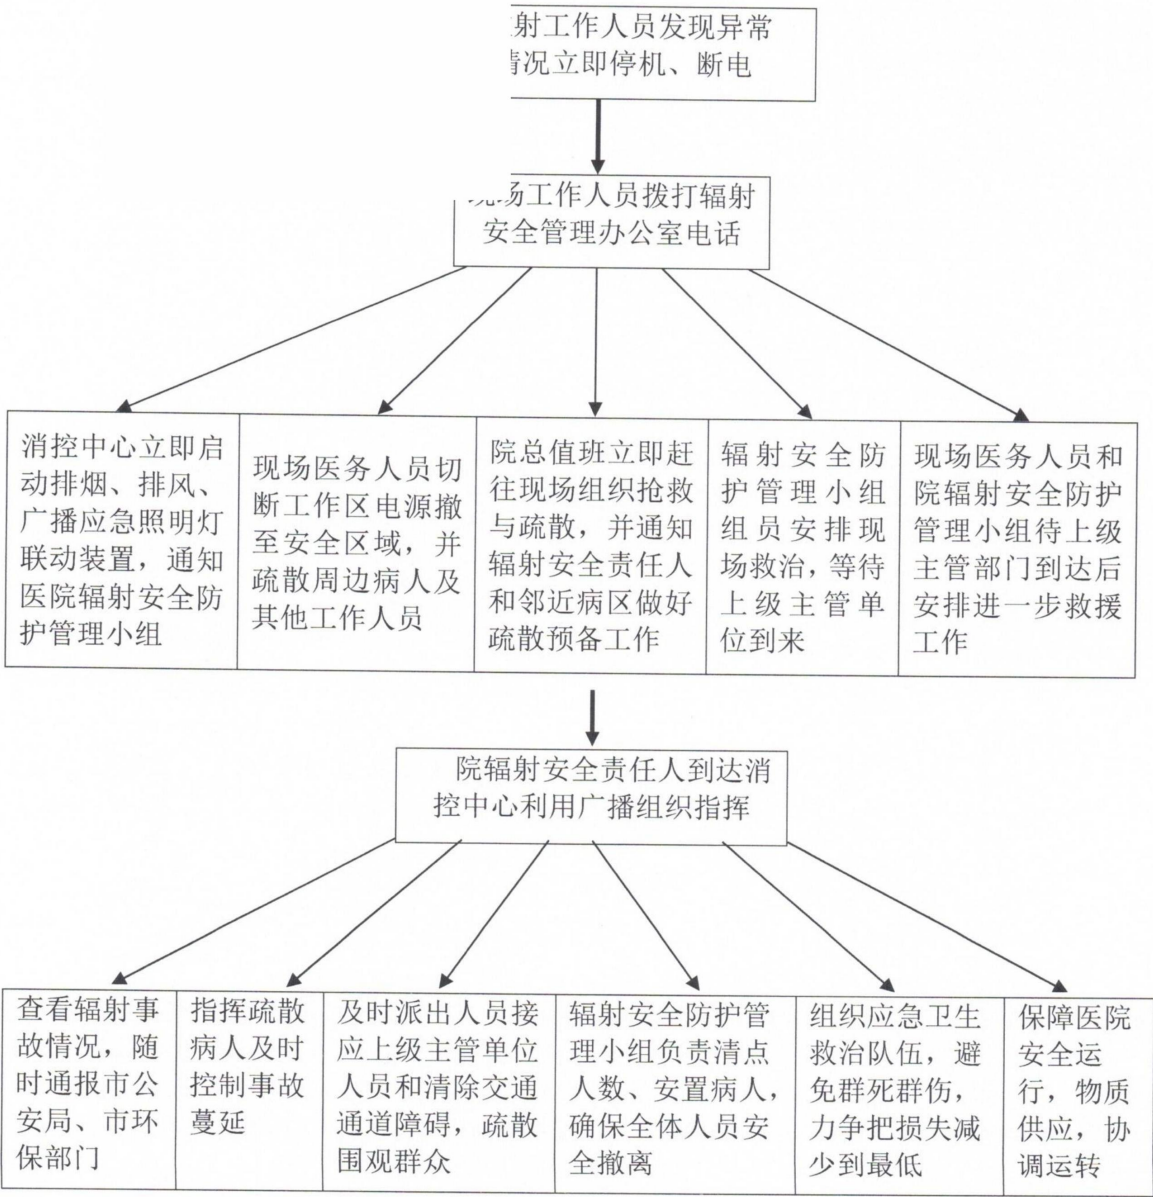 射工作人员发现异常
情况立即停机、断电
现场工作人员拨打辐射
安全管理办公室电话
消控中心立即启
动排烟、排风、
广播应急照明灯
联动装置，通知
医院辐射安全防
护管理小组
现场医务人员切
断工作区电源撤
至安全区域，并
疏散周边病人及
其他工作人员
院总值班立即赶
往现场组织抢救
与疏散，并通知
辐射安全责任人
和邻近病区做好
疏散预备工作
辐射安全防
护管理小组
组员安排现
场救治，等待
上级主管单
位到来
现场医务人员和
院辐射安全防护
管理小组待上级
主管部门到达后
安排进一步救援
工作
院辐射安全责任人到达消
控中心利用广播组织指挥
查看辐射事
故情况，随
时通报市公
安局、市环
保部门
指挥疏散
病人及时
控制事故
蔓延
及时派出人员接
应上级主管单位
人员和清除交通
通道障碍，疏散
围观群众
辐射安全防护管
理小组负责清点
人数、安置病人，
确保全体人员安
全撤离
组织应急卫生
救治队伍，避
免群死群伤，
力争把损失减
少到最低
保障医院
安全运
行，物质
供应，协
调运转